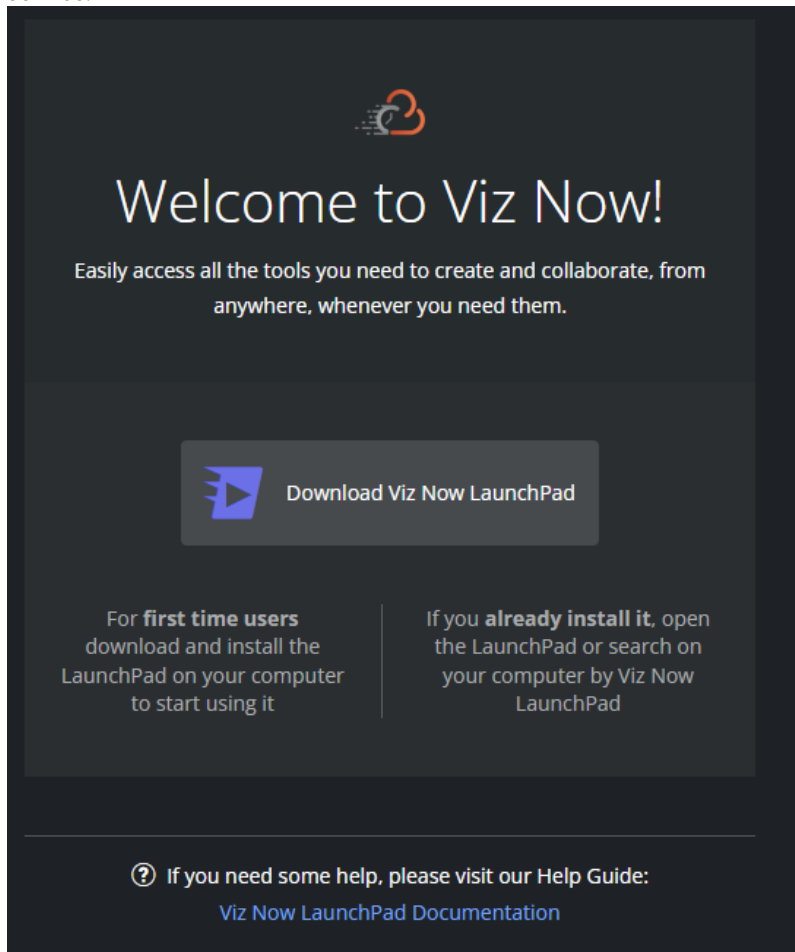 Welcome to Viz Now!
Easily access all the tools you need to create and collaborate, from
anywhere, whenever you need them.
Download Viz Now LaunchPad
For first time users
download and install the
LaunchPad on your computer
to start using it
If you already install it, open
the LaunchPad or search on
your computer by Viz Now
LaunchPad
? If you need some help, please visit our Help Guide:
Viz Now LaunchPad Documentation